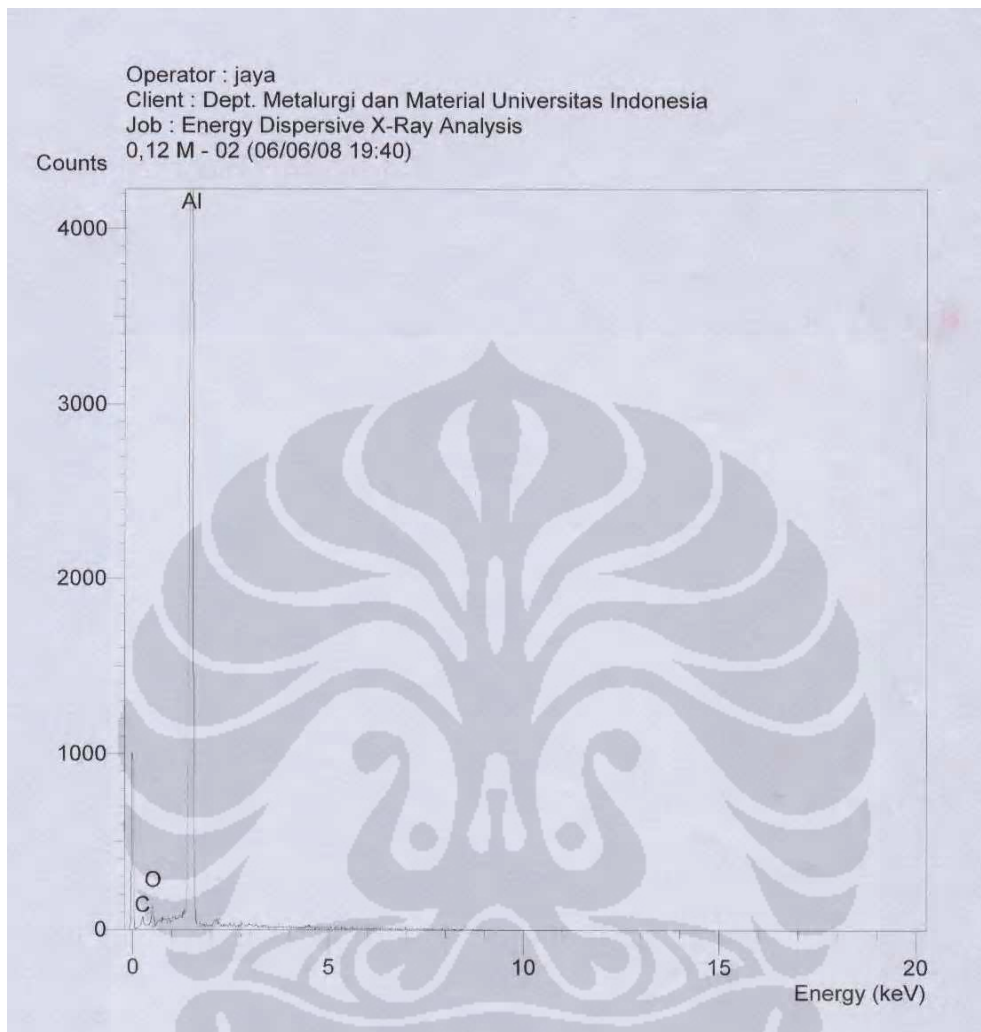 Operator : jaya
Client : Dept. Metalurgi dan Material Universitas Indonesia
Job : Energy Dispersive X-Ray Analysis
0,12 M - 02 (06/06/08 19:40)
Counts
Al
4000
3000
2000
1000
O
C
0
0 5 10 15 20
Energy (keV)